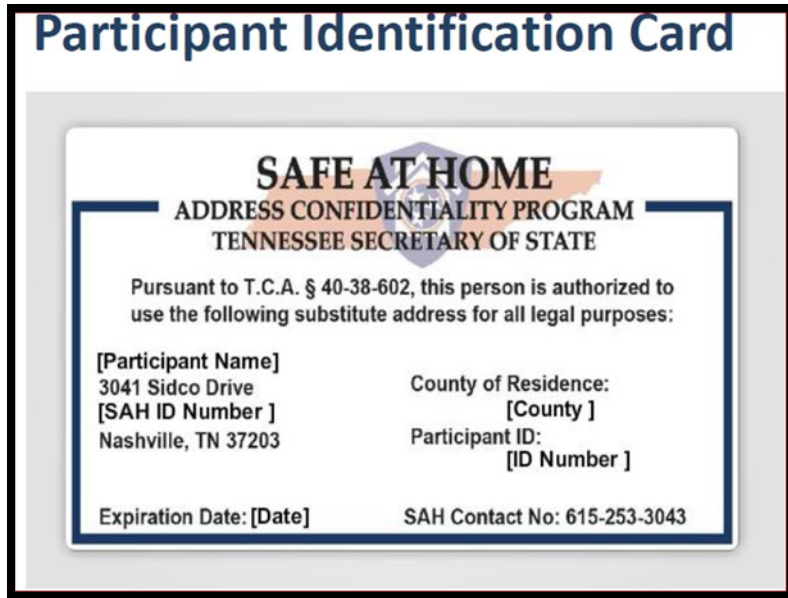 Participant Identification Card
SAFE AT HOME
ADDRESS CONFIDENTIALITY PROGRAM
TENNESSEE SECRETARY OF STATE
Pursuant to T.C.A. § 40-38-602, this person is authorized to
use the following substitute address for all legal purposes:
[Participant Name]
3041 Sidco Drive
[SAH ID Number ]
Nashville, TN 37203
County of Residence:
[County ]
Participant ID:
[ID Number ]
Expiration Date: [Date]
SAH Contact No: 615-253-3043